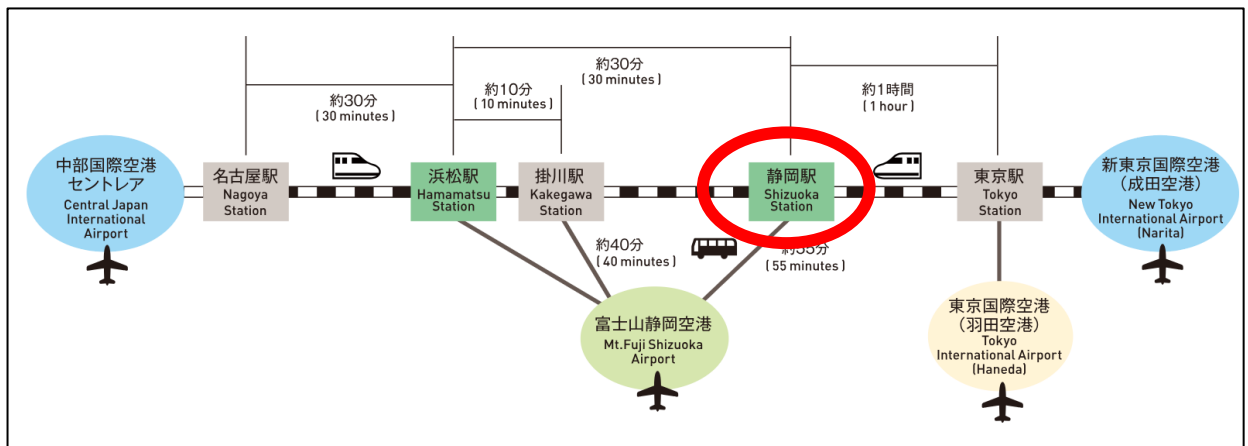 約30分
( 30 minutes )
約1時間
( 1 hour )
約30分
( 30 minutes )
約10分
( 10 minutes )
中部国際空港
セントレア
Central Japan
International
Airport
名古屋駅
Nagoya
Station
浜松駅
Hamamatsu
Station
掛川駅
Kakegawa
Station
静岡駅
Shizuoka
Station
東京駅
Tokyo
Station
新東京国際空港
(成田空港)
New Tokyo
International Airport
(Narita)
約40分
( 40 minutes )
約55分
( 55 minutes )
富士山静岡空港
Mt.Fuji Shizuoka
Airport
東京国際空港
(羽田空港)
Tokyo
International Airport
(Haneda)